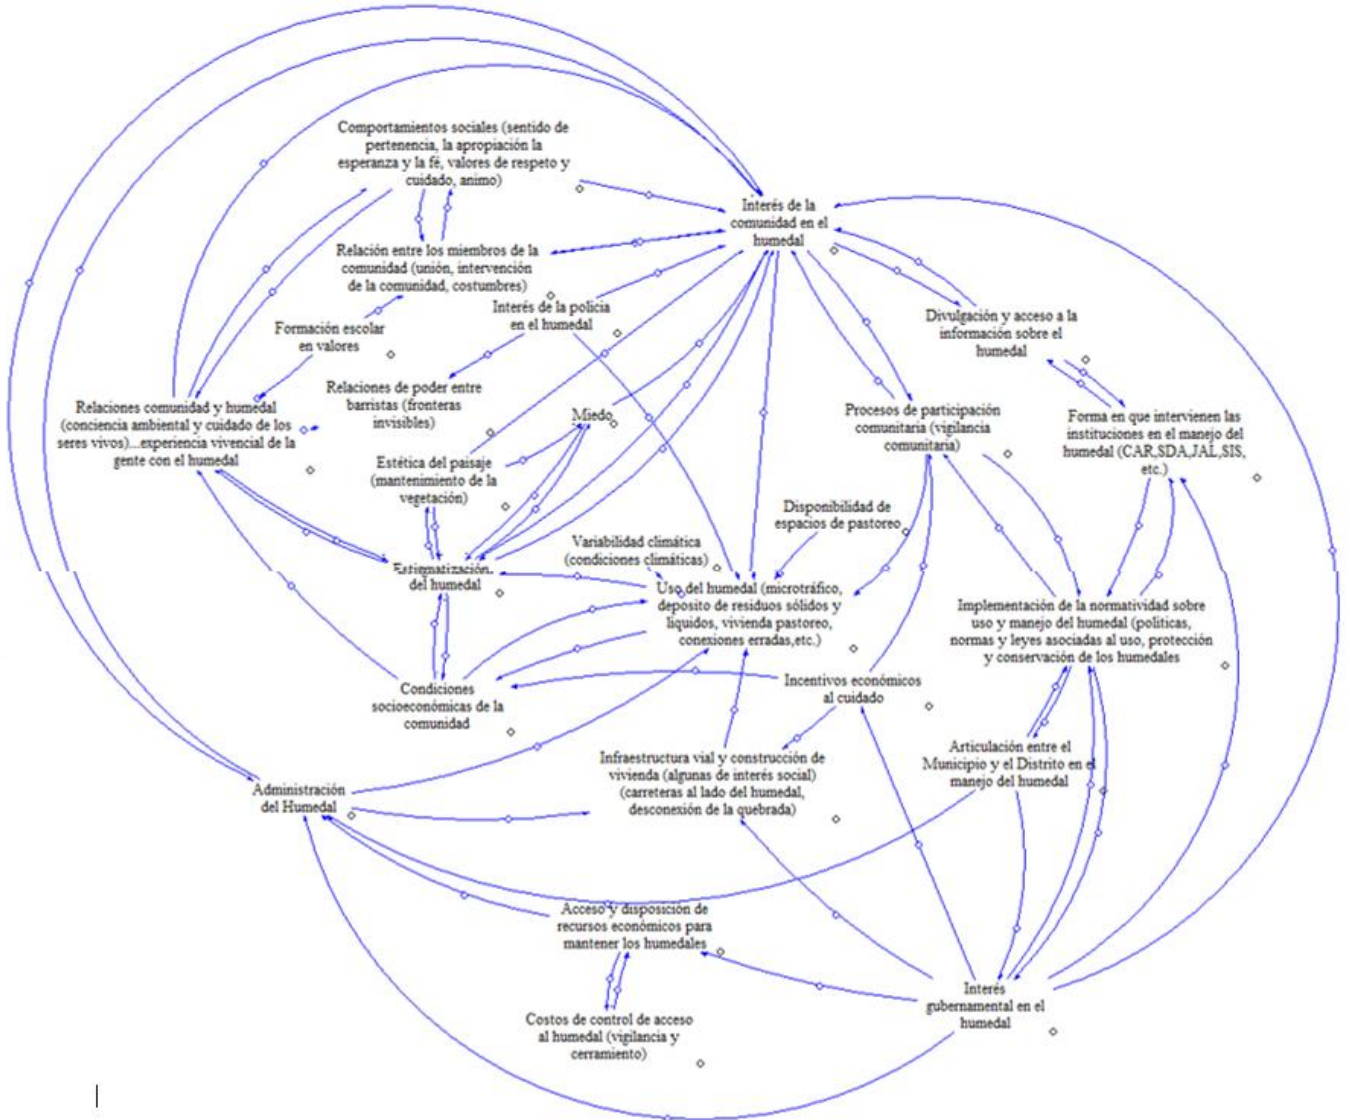 Comportamientos sociales (sentido de
pertenencia, la apropiación la
esperanza y la fé, valores de respeto y
cuidado, animo)
Interés de la
comunidad en el
humedal
Relación entre los miembros de la
comunidad (unión, intervención
de la comunidad, costumbres)
Interés de la policia
en el humedal
Divulgación y acceso a la
información sobre el
humedal
Formación escolar
en valores
Relaciones de poder entre
barristas (fronteras
invisibles)
Relaciones comunidad y humedal
(conciencia ambiental y cuidado de los
seres vivos)...experiencia vivencial de la
gente con el humedal
Miedo
Procesos de participación
comunitaria (vigilancia
comunitaria)
Forma en que intervienen las
instituciones en el manejo del
humedal (CAR,SDA,JAL,SIS,
etc.)
Estética del paisaje
(mantenimiento de la
vegetación)
Disponibilidad de
espacios de pastoreo
Variabilidad climática
(condiciones climáticas)
Estigmatización
del humedal
Uso del humedal (microtráfico,
deposito de residuos sólidos y
liquidos, vivienda pastoreo,
conexiones erradas,etc.)
Implementación de la normatividad sobre
uso y manejo del humedal (políticas,
normas y leyes asociadas al uso, protección
y conservación de los humedales
Condiciones
socioeconómicas de la
comunidad
Incentivos económicos
al cuidado
Infraestructura vial y construcción de
vivienda (algunas de interés social)
(carreteras al lado del humedal,
desconexión de la quebrada)
Articulación entre el
Municipio y el Distrito en el
manejo del humedal
Administración
del Humedal
Acceso y disposición de
recursos económicos para
mantener los humedales
Interés
gubernamental en el
humedal
Costos de control de acceso
al humedal (vigilancia y
cerramiento)